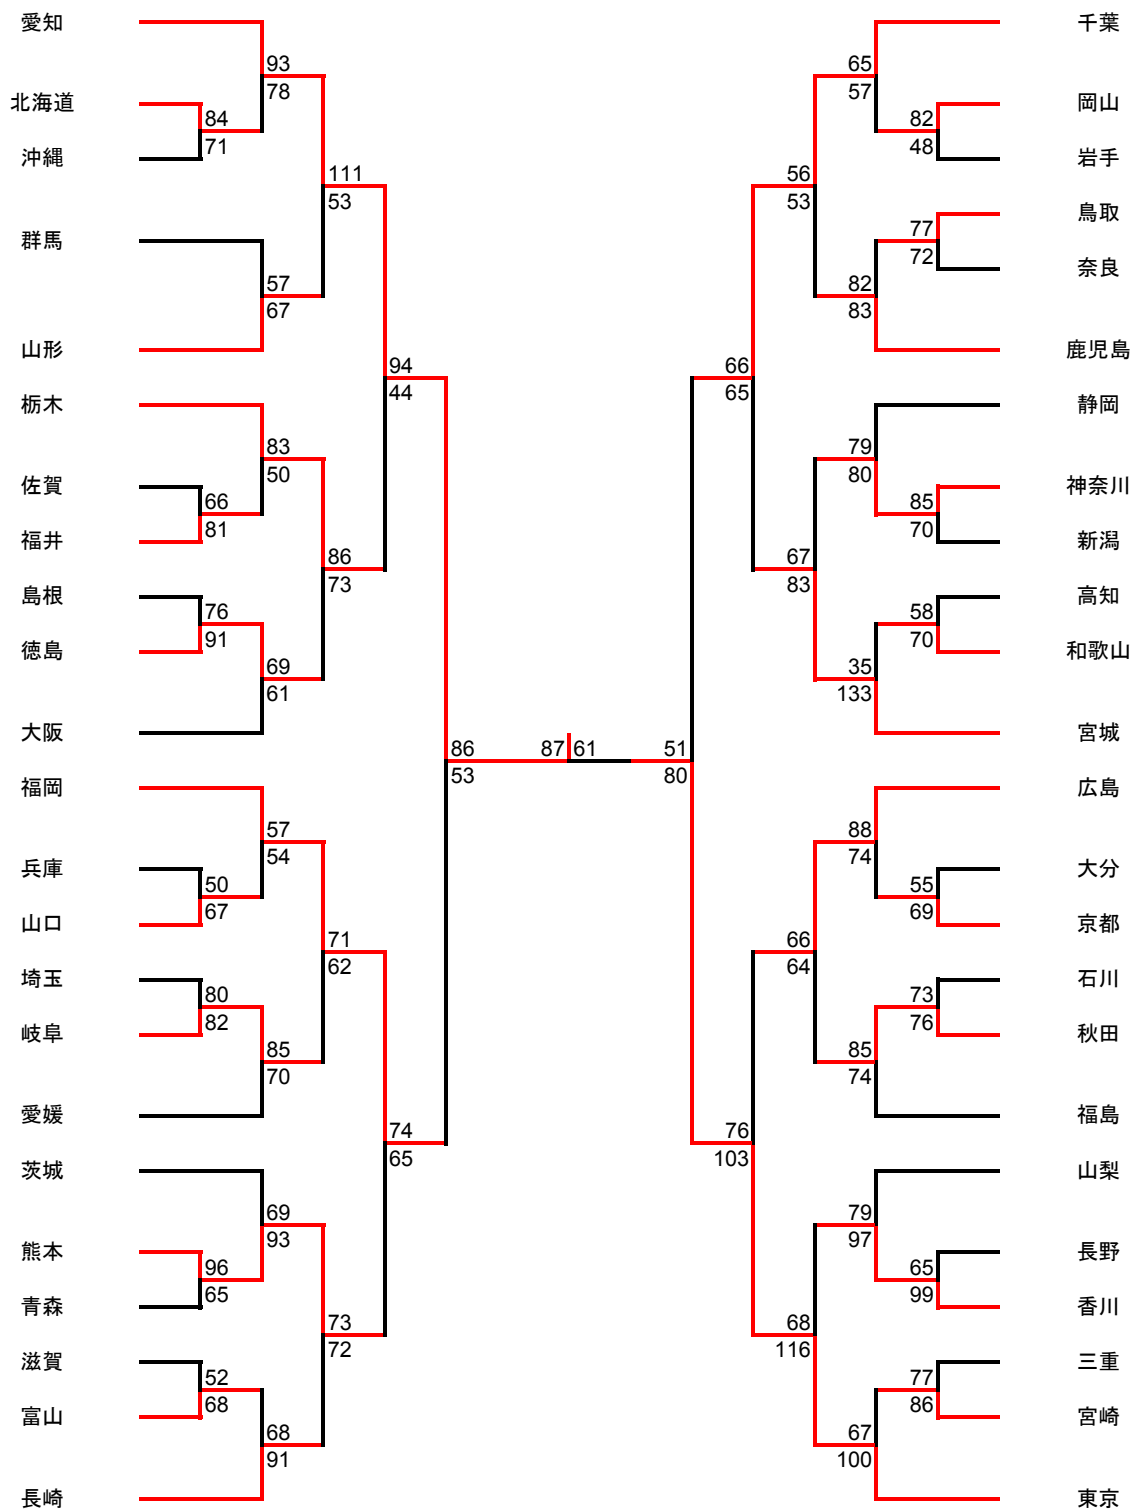 愛知 千葉
93 65
78 57
北海道 岡山
84 82
71 48
沖縄 岩手
111 56
53 53
鳥取
77
群馬 72
奈良
57 82
67 83
山形 鹿児島
94 66
44 65
栃木 静岡
83 79
50 80
佐賀 神奈川
66 85
81 70
福井 新潟
86 67
73 83
島根 高知
76 58
91 70
徳島 和歌山
69 35
61 133
大阪 宮城
86 87 61 51
53 80
福岡 広島
57 88
54 74
兵庫 大分
50 55
67 69
山口 京都
71 66
62 64
埼玉 石川
80 73
82 76
岐阜 秋田
85 85
70 74
愛媛 福島
74 76
65 103
茨城 山梨
69 79
93 97
熊本 長野
96 65
65 99
青森 香川
73 68
72 116
滋賀 三重
52 77
68 86
富山 宮崎
68 67
91 100
長崎 東京